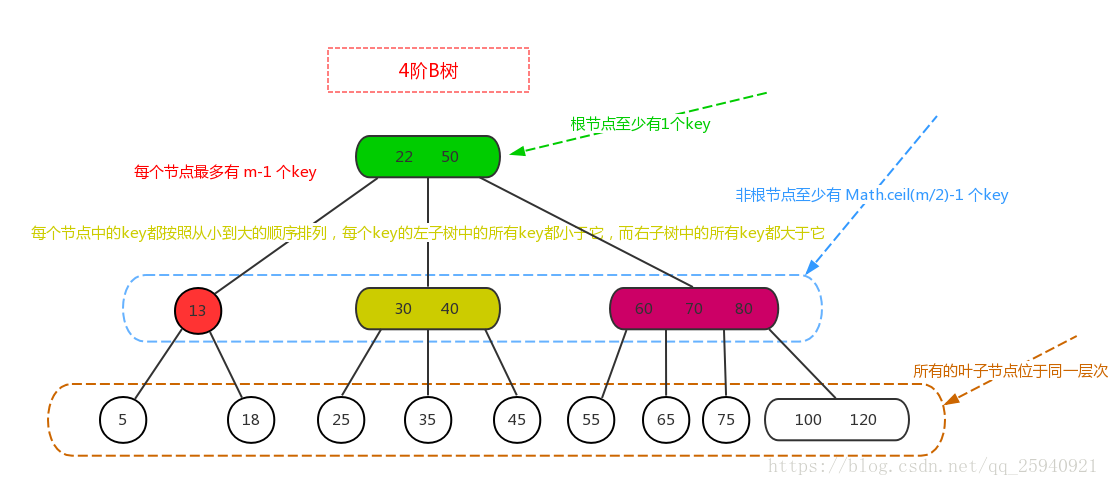 4阶B树
根节点至少有1个key
22 50
每个节点最多有 m-1 个key
非根节点至少有 Math.ceil(m/2)-1 个key
每个节点中的key都按照从小到大的顺序排列，每个key的左子树中的所有key都小于它，而右子树中的所有key都大于它
13
30 40
60 70 80
所有的叶子节点位于同一层次
5
18
25
35
45
55
65
75
100 120
https://blog.csdn.net/qq_25940921